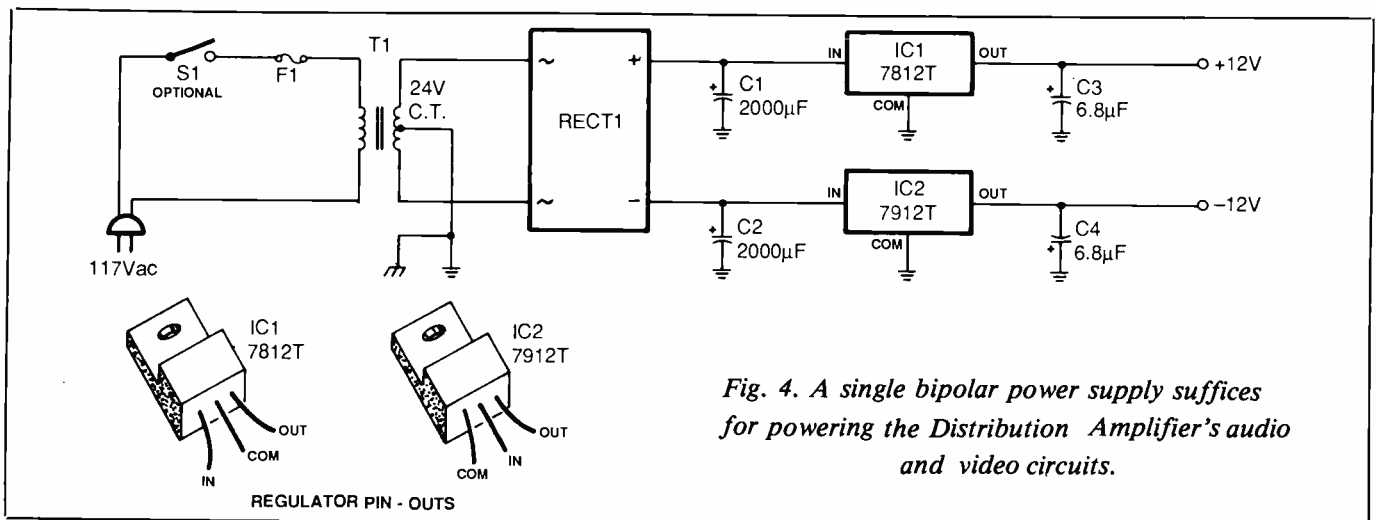 S1
OPTIONAL
F1
T1
24V
C.T.
117Vac
~
~
RECT1
+
-
+
C1
2000µF
IN
IC1
7812T
OUT
COM
+
C3
6.8µF
+12V
+
C2
2000µF
IN
IC2
7912T
OUT
COM
C4
+
6.8µF
-12V
IC1
7812T
OUT
COM
IN
IC2
7912T
OUT
IN
COM
REGULATOR PIN - OUTS
Fig. 4. A single bipolar power supply suffices
for powering the Distribution Amplifier's audio
and video circuits.